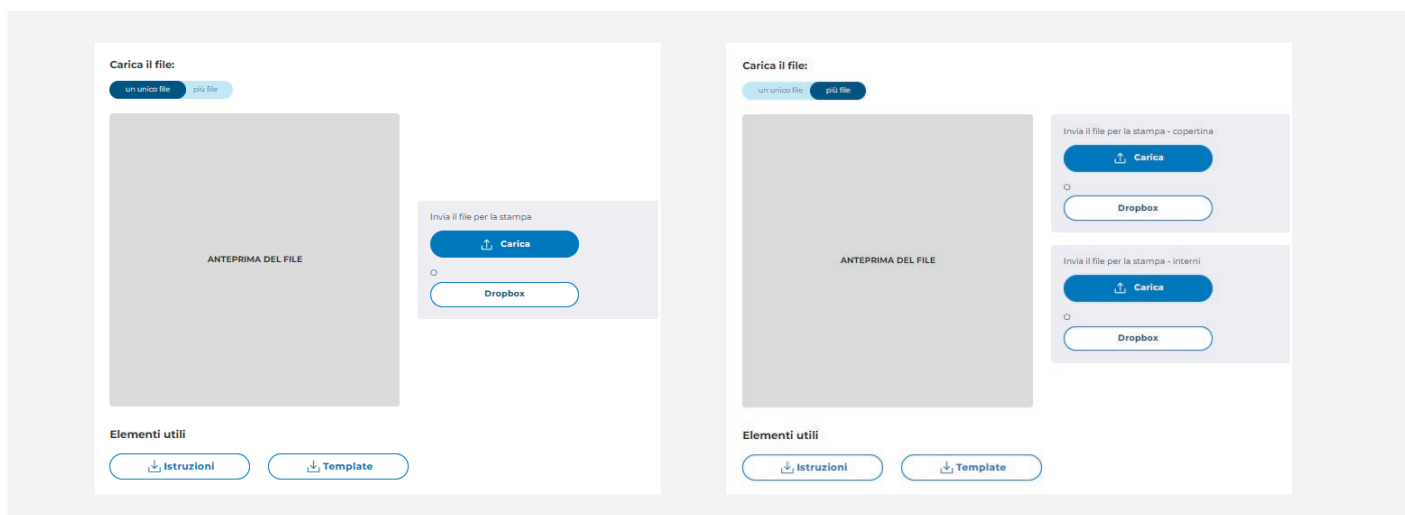 Carica il file:
un unico file più file
ANTEPRIMA DEL FILE
Invia il file per la stampa
Carica
O
Dropbox
Elementi utili
Istruzioni
Template
Carica il file:
un unico file più file
ANTEPRIMA DEL FILE
Invia il file per la stampa - copertina
Carica
O
Dropbox
Invia il file per la stampa - interni
Carica
O
Dropbox
Elementi utili
Istruzioni
Template